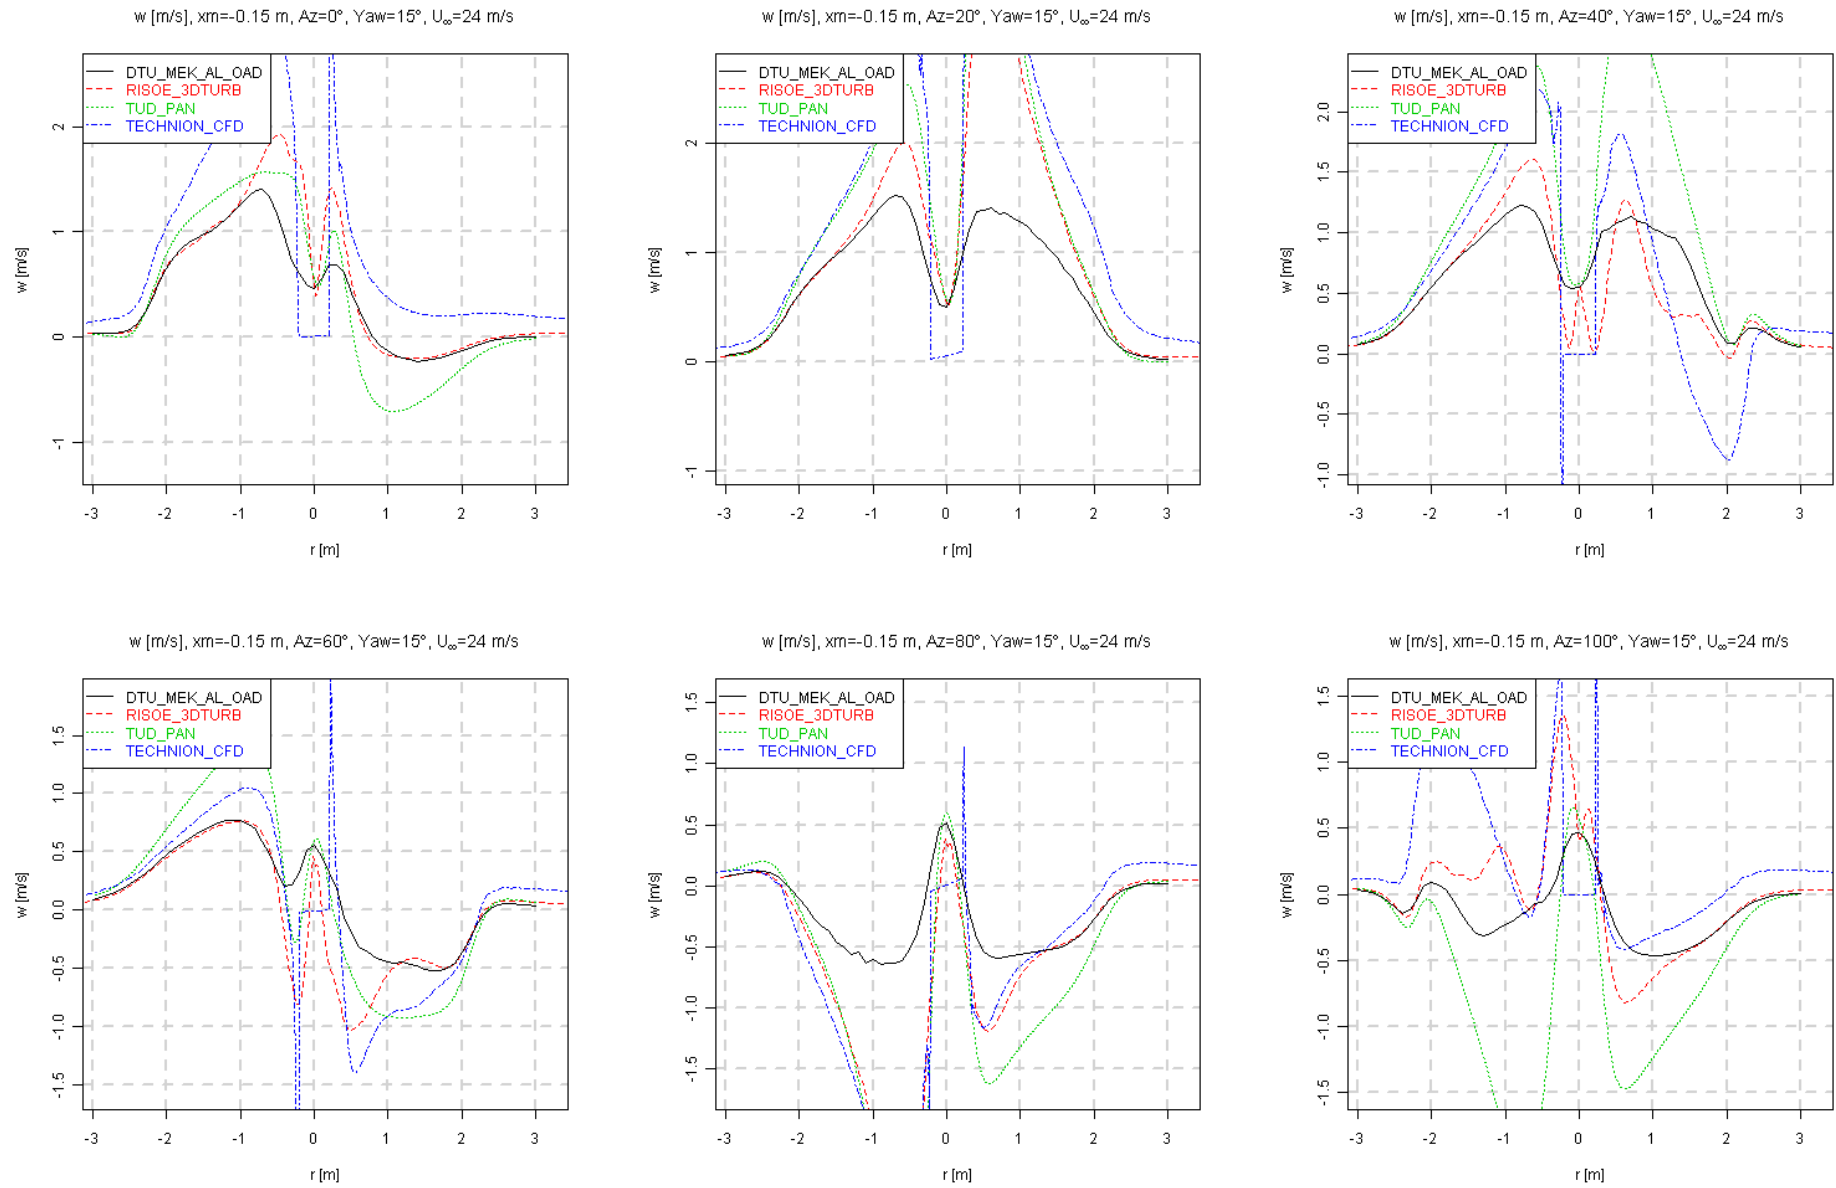 w [m/s], xm=-0.15 m, Az=0°, Yaw=15°, U∞=24 m/s
DTU_MEK_AL_OAD
RISOE_3DTURB
TUD_PAN
TECHNION_CFD
w [m/s]
2
1
0
-1
-3 -2 -1 0 1 2 3
r [m]
w [m/s], xm=-0.15 m, Az=20°, Yaw=15°, U∞=24 m/s
DTU_MEK_AL_OAD
RISOE_3DTURB
TUD_PAN
TECHNION_CFD
w [m/s]
2
1
0
-1
-3 -2 -1 0 1 2 3
r [m]
w [m/s], xm=-0.15 m, Az=40°, Yaw=15°, U∞=24 m/s
DTU_MEK_AL_OAD
RISOE_3DTURB
TUD_PAN
TECHNION_CFD
w [m/s]
2.0
1.5
1.0
0.5
0.0
-0.5
-1.0
-3 -2 -1 0 1 2 3
r [m]
w [m/s], xm=-0.15 m, Az=60°, Yaw=15°, U∞=24 m/s
DTU_MEK_AL_OAD
RISOE_3DTURB
TUD_PAN
TECHNION_CFD
w [m/s]
1.5
1.0
0.5
0.0
-0.5
-1.0
-1.5
-3 -2 -1 0 1 2 3
r [m]
w [m/s], xm=-0.15 m, Az=80°, Yaw=15°, U∞=24 m/s
DTU_MEK_AL_OAD
RISOE_3DTURB
TUD_PAN
TECHNION_CFD
w [m/s]
1.5
1.0
0.5
0.0
-0.5
-1.0
-1.5
-3 -2 -1 0 1 2 3
r [m]
w [m/s], xm=-0.15 m, Az=100°, Yaw=15°, U∞=24 m/s
DTU_MEK_AL_OAD
RISOE_3DTURB
TUD_PAN
TECHNION_CFD
w [m/s]
1.5
1.0
0.5
0.0
-0.5
-1.0
-1.5
-3 -2 -1 0 1 2 3
r [m]